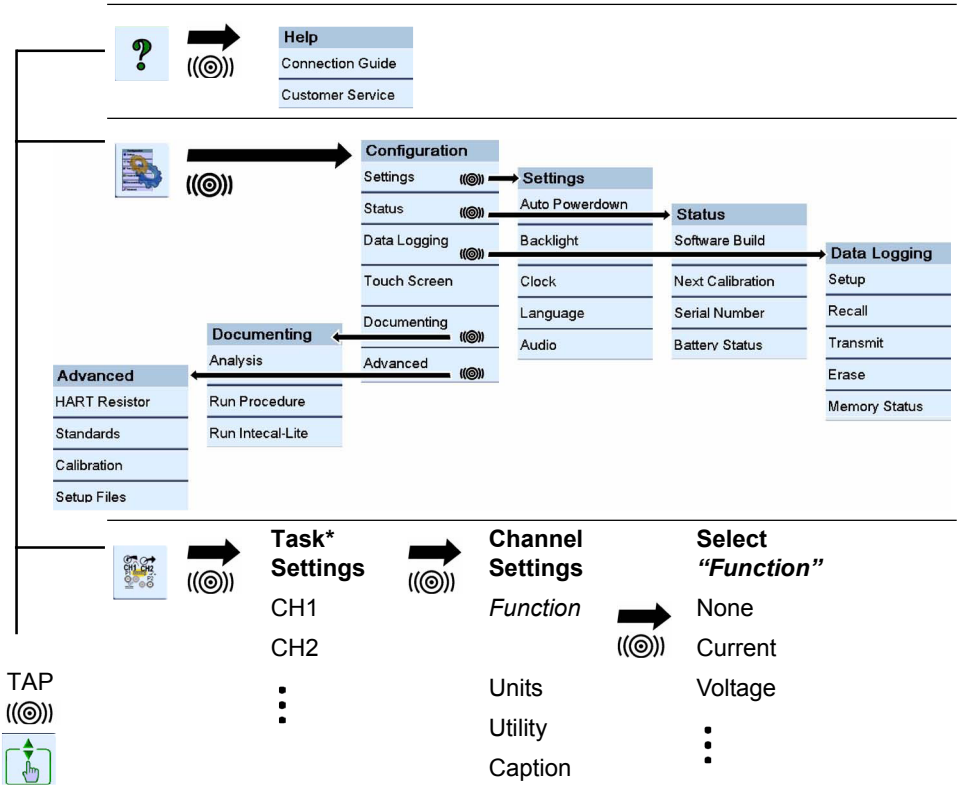 ?
Help
Connection Guide
Customer Service
Configuration
Settings
Status
Data Logging
Touch Screen
Documenting
Advanced
Settings
Auto Powerdown
Backlight
Clock
Language
Audio
Status
Software Build
Next Calibration
Serial Number
Battery Status
Data Logging
Setup
Recall
Transmit
Erase
Memory Status
Documenting
Analysis
Run Procedure
Run Intecal-Lite
Advanced
HART Resistor
Standards
Calibration
Setup Files
CH1 CH2
Task*
Settings
CH1
CH2
Channel
Settings
Function
Units
Utility
Caption
Select
“Function”
None
Current
Voltage
TAP